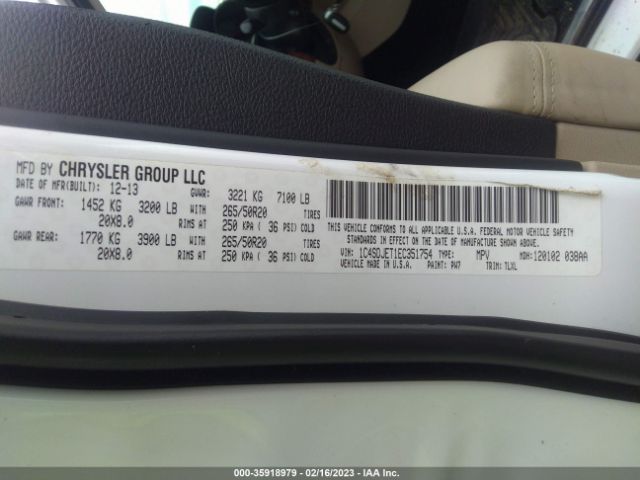 MFD BY CHRYSLER GROUP LLC
DATE OF MFR(BUILT): 12-13 GVWR: 3221 KG 7100 LB
GAWR FRONT: 1452 KG 3200 LB WITH 265/50R20 TIRES
20X8.0 RIMS AT 250 KPA ( 36 PSI) COLD
GAWR REAR: 1770 KG 3900 LB WITH 265/50R20 TIRES
20X8.0 RIMS AT 250 KPA ( 36 PSI) COLD
THIS VEHICLE CONFORMS TO ALL APPLICABLE U.S.A. FEDERAL MOTOR VEHICLE SAFETY
STANDARDS IN EFFECT ON THE DATE OF MANUFACTURE SHOWN ABOVE.
VIN: 1C4SDJET1EC351754 TYPE: MPV MDH: 120102 038AA
VEHICLE MADE IN U.S.A. PAINT: PW7 TRIM: TLXL
000-35918979 - 02/16/2023 - IAA Inc.